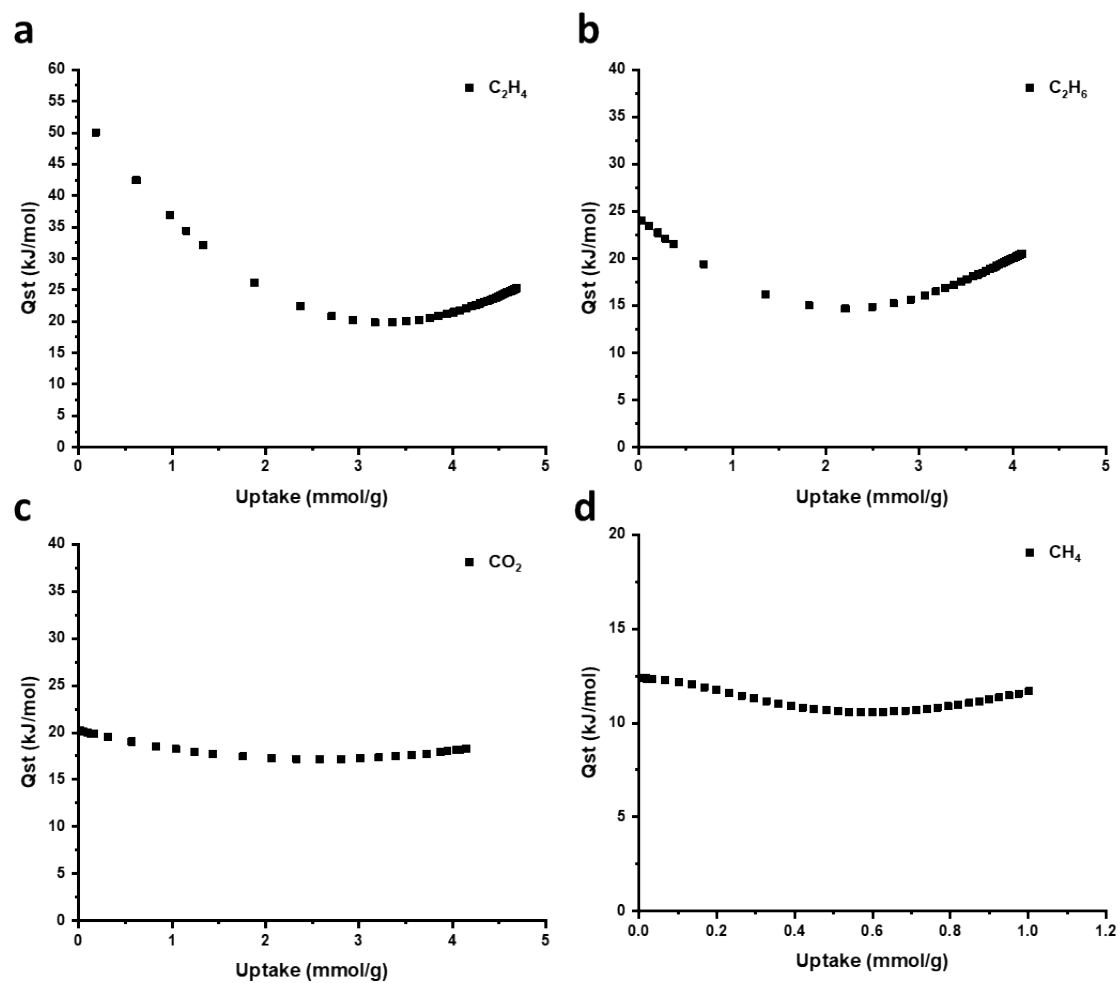 a
60
55
50
45
40
35
30
25
20
15
10
5
0
Qst (kJ/mol)
C₂H₄
0 1 2 3 4 5
Uptake (mmol/g)
b
40
35
30
25
20
15
10
5
0
Qst (kJ/mol)
C₂H₆
0 1 2 3 4 5
Uptake (mmol/g)
c
40
35
30
25
20
15
10
5
0
Qst (kJ/mol)
CO₂
0 1 2 3 4 5
Uptake (mmol/g)
d
20
15
10
5
0
Qst (kJ/mol)
CH₄
0.0 0.2 0.4 0.6 0.8 1.0 1.2
Uptake (mmol/g)